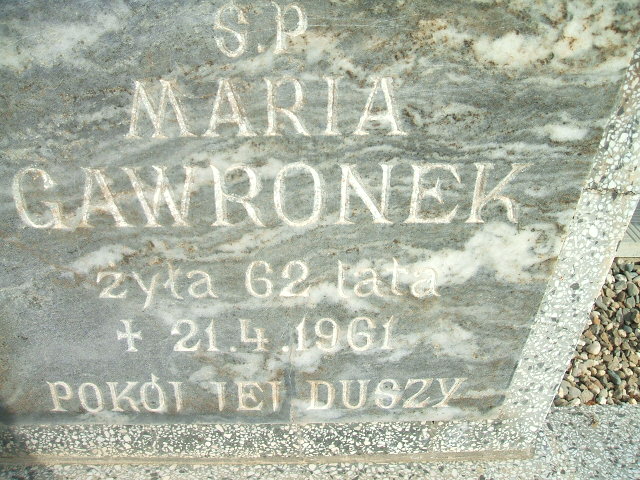 S.P
MARIA
GAWRONEK
żyła 62 lata
+ 21.4.1961
POKÓJ JEJ DUSZY